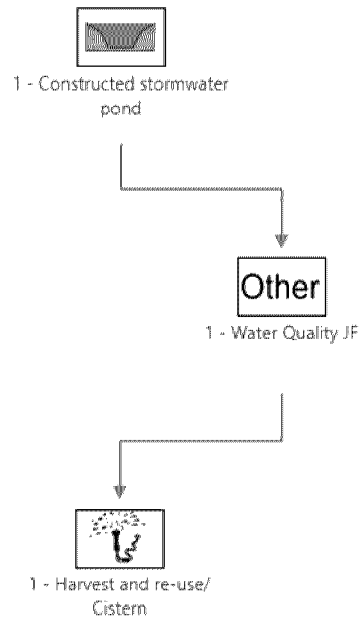 1 - Constructed stormwater
pond
Other
1 - Water Quality JF
1 - Harvest and re-use/
Cistern